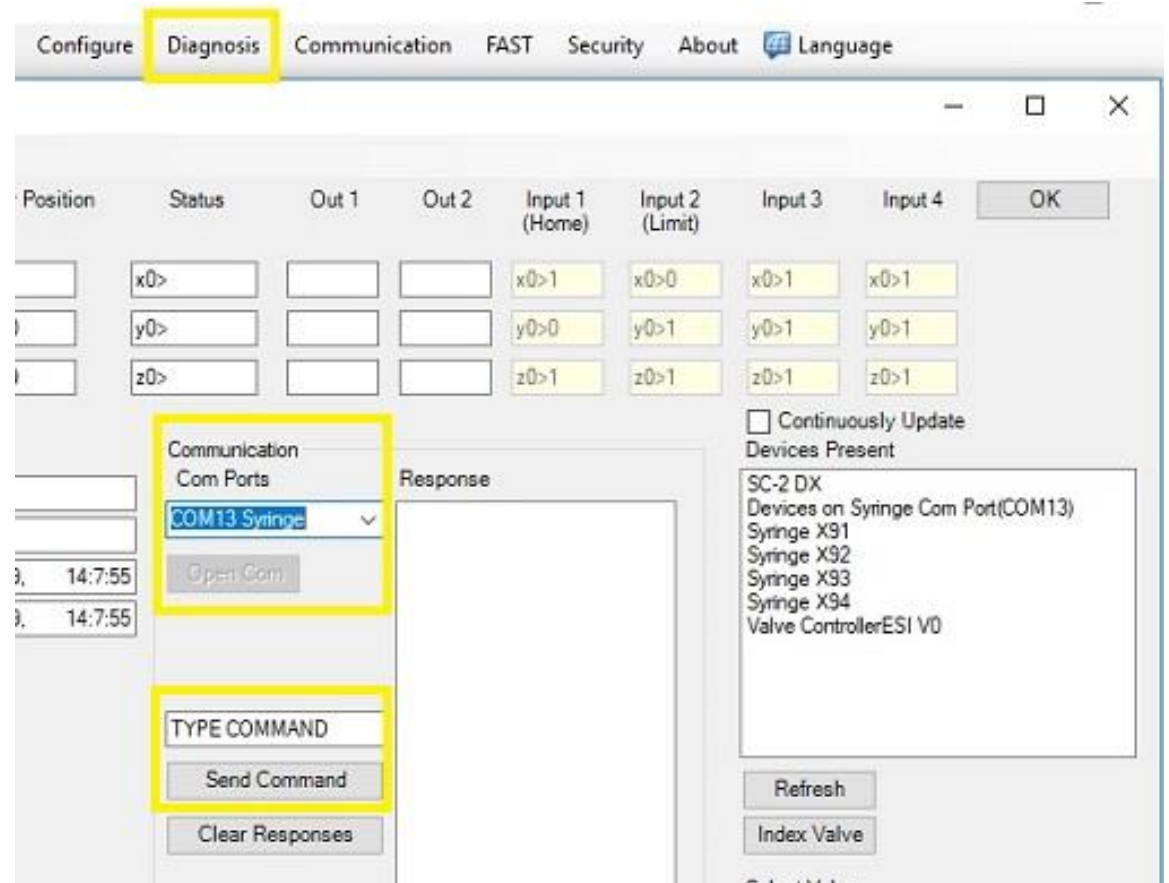 Configure Diagnosis Communication FAST Security About Language
Position Status Out 1 Out 2 Input 1 (Home) Input 2 (Limit) Input 3 Input 4 OK
x0> x0>1 x0>0 x0>1 x0>1
y0> y0>0 y0>1 y0>1 y0>1
z0> z0>1 z0>1 z0>1 z0>1
Continuously Update
Communication
Com Ports
COM13 Syringe
Open Com
14:7:55
14:7:55
TYPE COMMAND
Send Command
Clear Responses
Response
Devices Present
SC-2 DX
Devices on Syringe Com Port(COM13)
Syringe X91
Syringe X92
Syringe X93
Syringe X94
Valve ControllerESI V0
Refresh
Index Valve